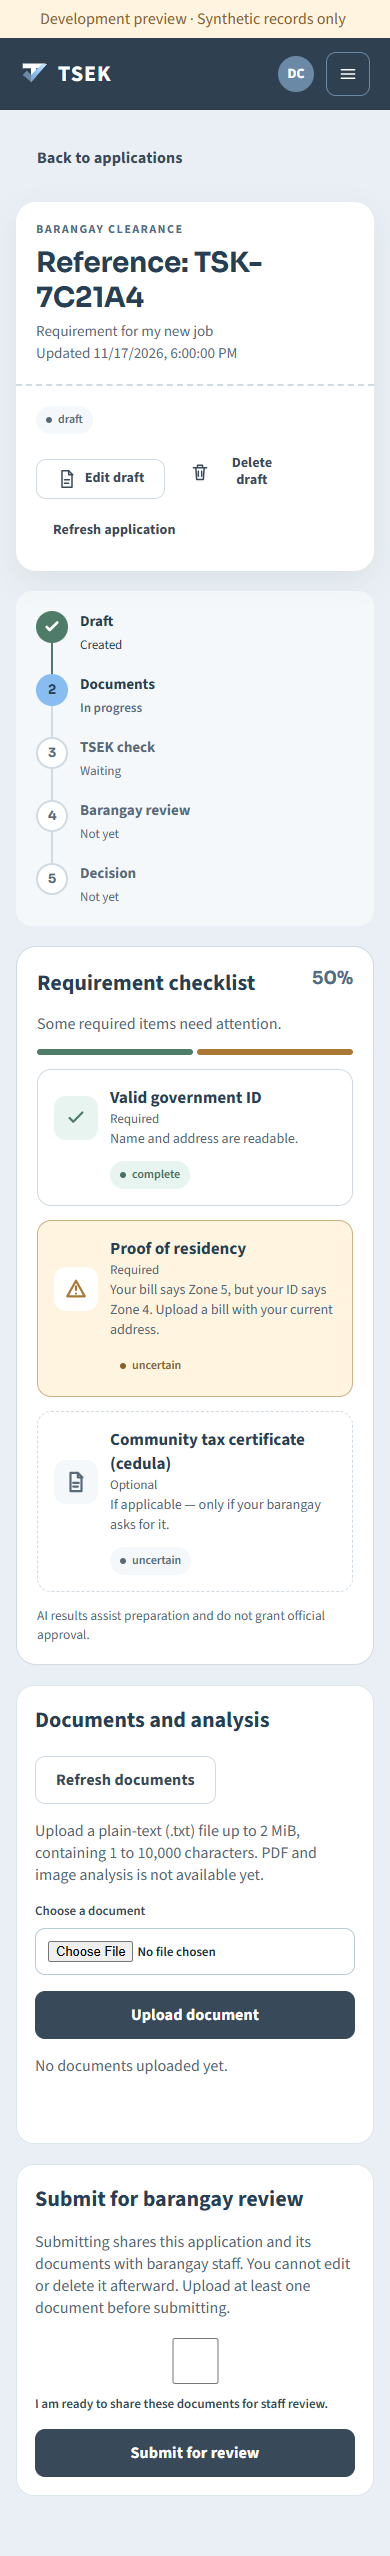 Development preview · Synthetic records only
TSEK
DC
Back to applications
BARANGAY CLEARANCE
Reference: TSK-
7C21A4
Requirement for my new job
Updated 11/17/2026, 6:00:00 PM
draft
Edit draft
Delete
draft
Refresh application
Draft
Created
2
Documents
In progress
3
TSEK check
Waiting
4
Barangay review
Not yet
5
Decision
Not yet
Requirement checklist
50%
Some required items need attention.
Valid government ID
Required
Name and address are readable.
complete
Proof of residency
Required
Your bill says Zone 5, but your ID says
Zone 4. Upload a bill with your current
address.
uncertain
Community tax certificate
(cedula)
Optional
If applicable — only if your barangay
asks for it.
uncertain
AI results assist preparation and do not grant official
approval.
Documents and analysis
Refresh documents
Upload a plain-text (.txt) file up to 2 MiB,
containing 1 to 10,000 characters. PDF and
image analysis is not available yet.
Choose a document
Choose File No file chosen
Upload document
No documents uploaded yet.
Submit for barangay review
Submitting shares this application and its
documents with barangay staff. You cannot edit
or delete it afterward. Upload at least one
document before submitting.
I am ready to share these documents for staff review.
Submit for review